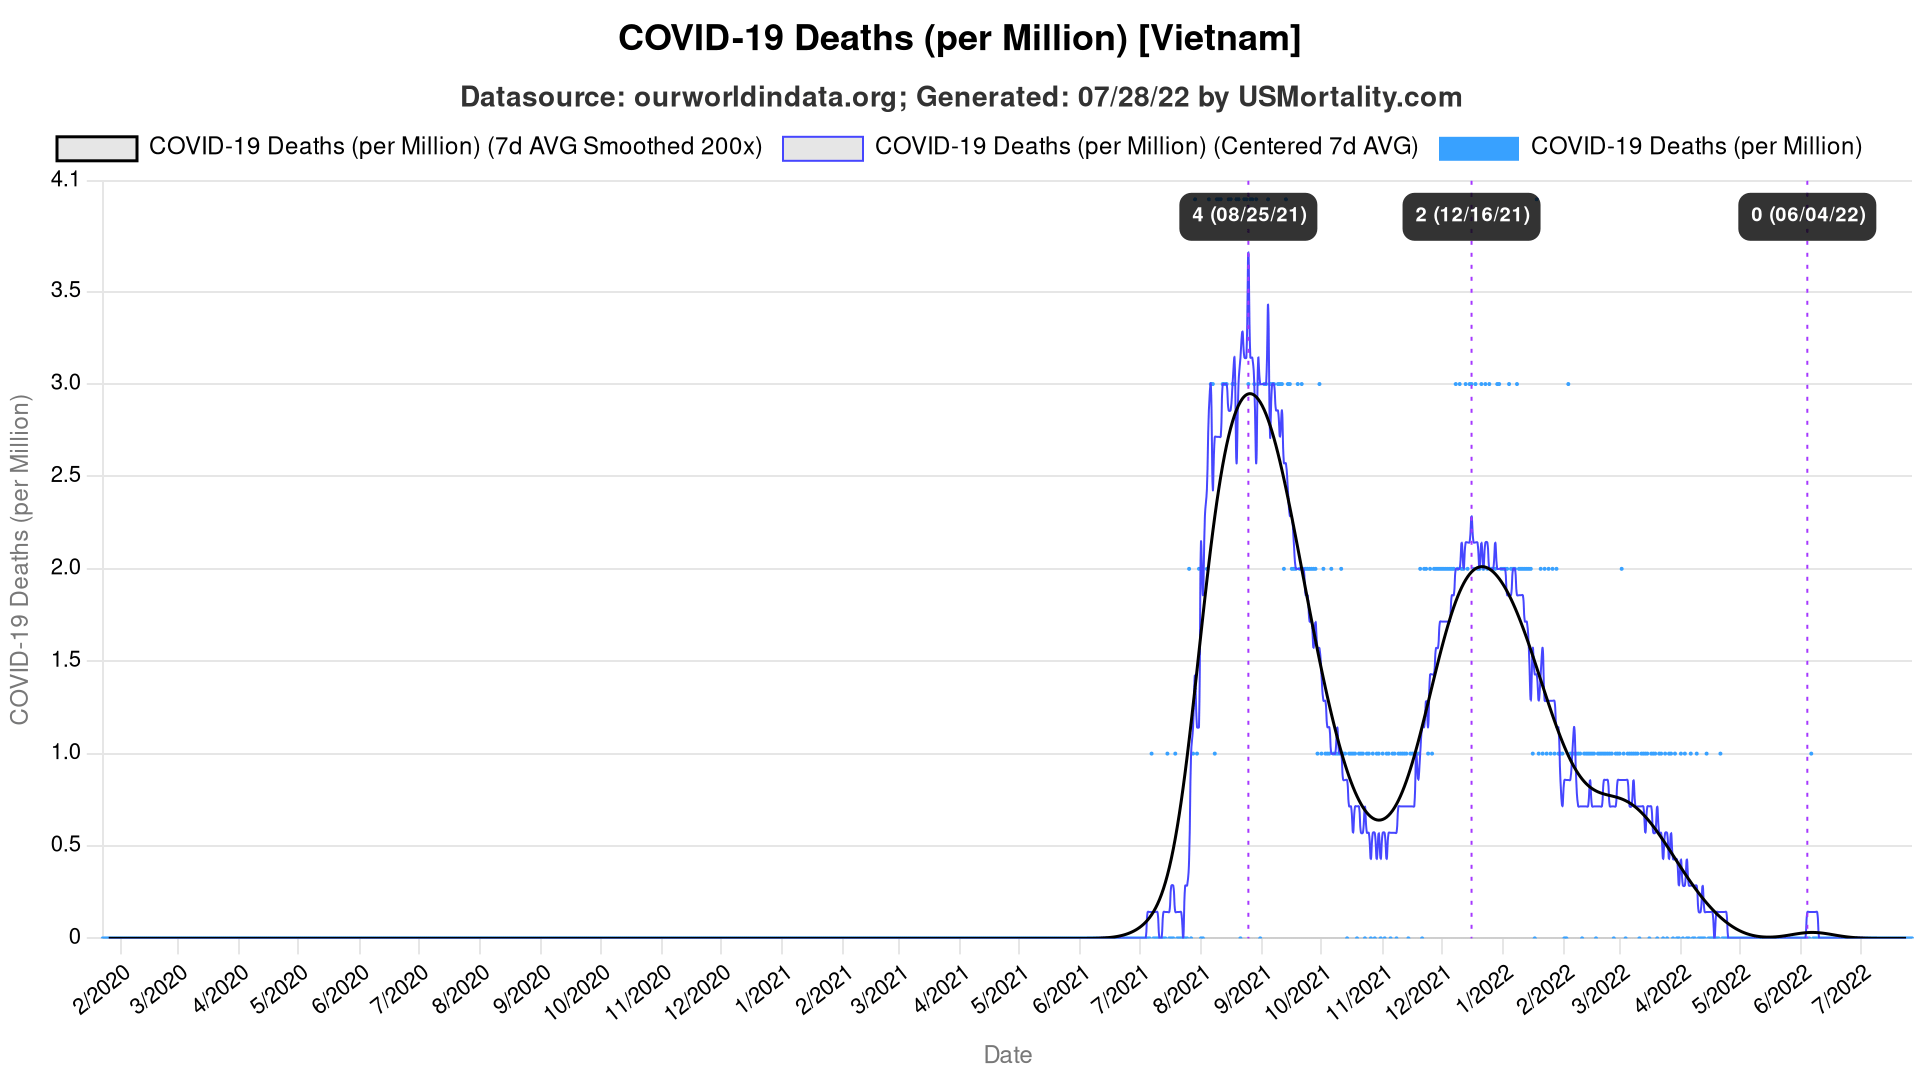 COVID-19 Deaths (per Million) [Vietnam]
Datasource: ourworldindata.org; Generated: 07/28/22 by USMortality.com
COVID-19 Deaths (per Million) (7d AVG Smoothed 200x) COVID-19 Deaths (per Million) (Centered 7d AVG) COVID-19 Deaths (per Million)
4.1
4 (08/25/21) 2 (12/16/21) 0 (06/04/22)
3.5
3.0
2.5
2.0
1.5
1.0
0.5
0
COVID-19 Deaths (per Million)
2/2020 3/2020 4/2020 5/2020 6/2020 7/2020 8/2020 9/2020 10/2020 11/2020 12/2020 1/2021 2/2021 3/2021 4/2021 5/2021 6/2021 7/2021 8/2021 9/2021 10/2021 11/2021 12/2021 1/2022 2/2022 3/2022 4/2022 5/2022 6/2022 7/2022
Date